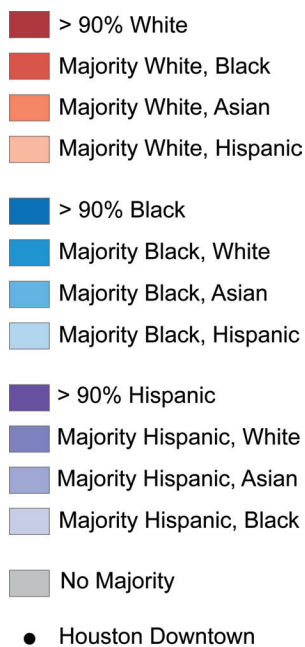 > 90% White
Majority White, Black
Majority White, Asian
Majority White, Hispanic
> 90% Black
Majority Black, White
Majority Black, Asian
Majority Black, Hispanic
> 90% Hispanic
Majority Hispanic, White
Majority Hispanic, Asian
Majority Hispanic, Black
No Majority
Houston Downtown